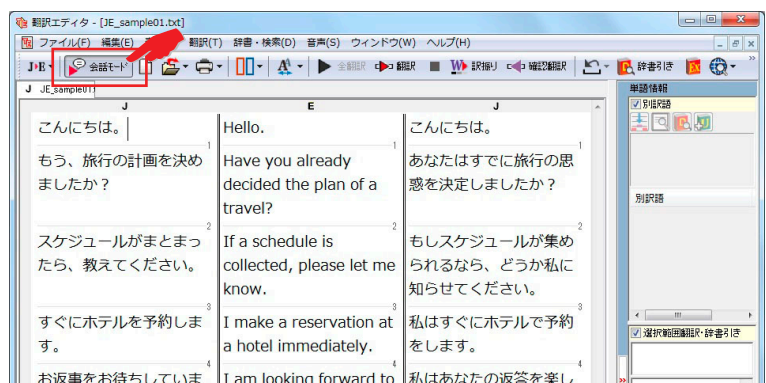 翻訳エディタ - [JE_sample01.txt]
ファイル(F) 編集(E) 翻訳(T) 辞書・検索(D) 音声(S) ウィンドウ(W) ヘルプ(H)
J▸E 会話モード 全翻訳 翻訳 訳振り 確認翻訳 辞書引き
J JE_sample01
単語情報
別訳語
J E J
こんにちは。
Hello.
こんにちは。
1 1 1
もう、旅行の計画を決め
ましたか?
Have you already
decided the plan of a
travel?
あなたはすでに旅行の思
惑を決定しましたか?
別訳語
2 2 2
スケジュールがまとまっ
たら、教えてください。
If a schedule is
collected, please let me
know.
もしスケジュールが集め
られるなら、どうか私に
知らせてください。
3 3 3
すぐにホテルを予約しま
す。
I make a reservation at
a hotel immediately.
私はすぐにホテルで予約
をします。
選択範囲翻訳・辞書引き
4 4 4
お返事をお待ちしていま
I am looking forward to
私はあなたの返答を楽し